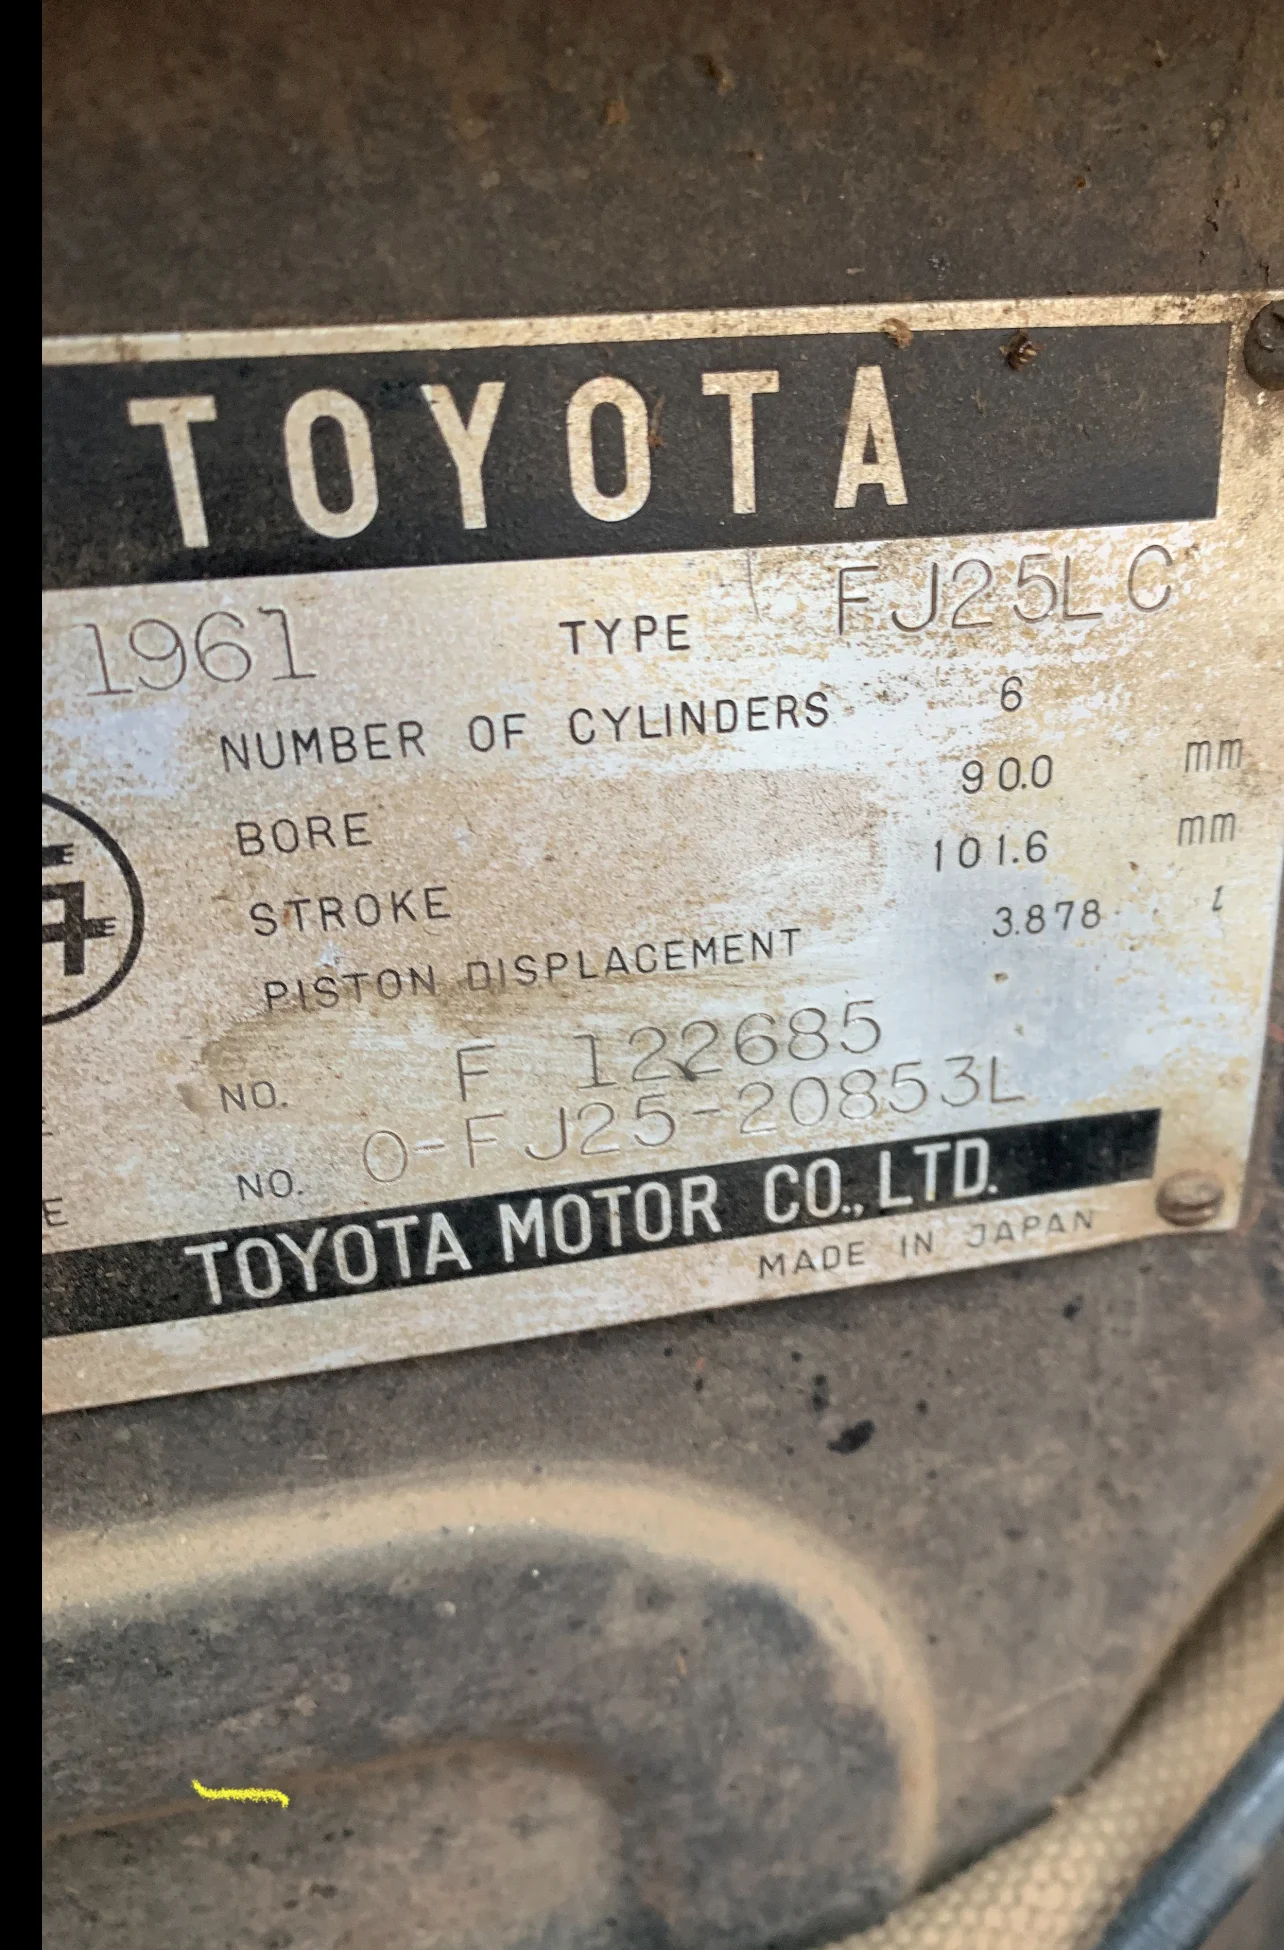 TOYOTA
1961 TYPE FJ25LC
NUMBER OF CYLINDERS 6
BORE 90.0 mm
STROKE 101.6 mm
PISTON DISPLACEMENT 3.878 l
NO. F 122685
E NO. 0-FJ25-20853L
TOYOTA MOTOR CO., LTD.
MADE IN JAPAN